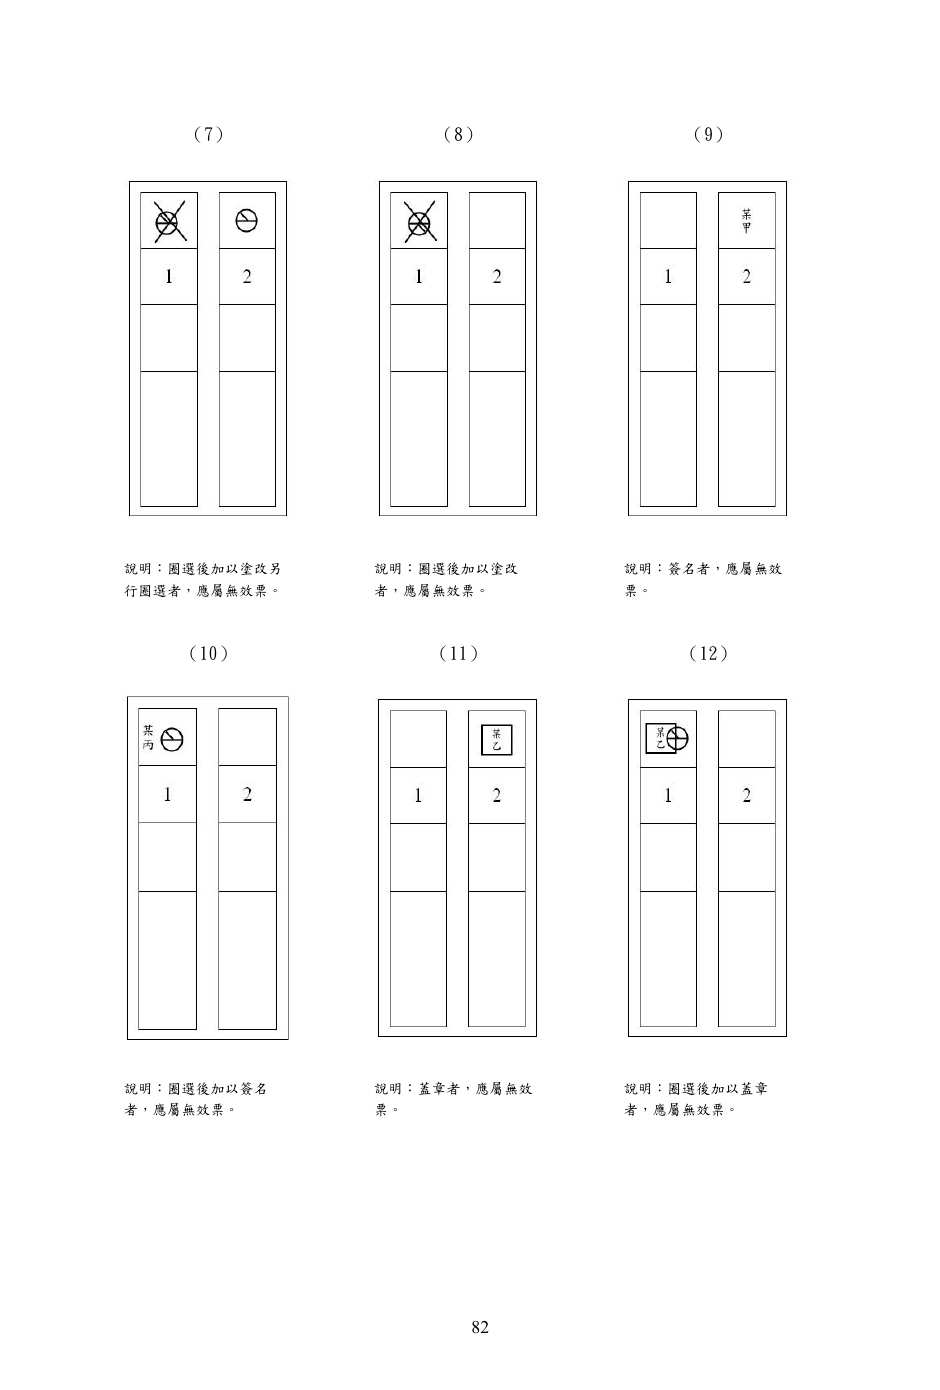 （7）
（8）
（9）
某
甲
1
2
1
2
1
2
說明：圈選後加以塗改另
行圈選者，應屬無效票。
說明：圈選後加以塗改
者，應屬無效票。
說明：簽名者，應屬無效
票。
（10）
（11）
（12）
某
丙
某
乙
某
乙
1
2
1
2
1
2
說明：圈選後加以簽名
者，應屬無效票。
說明：蓋章者，應屬無效
票。
說明：圈選後加以蓋章
者，應屬無效票。
82